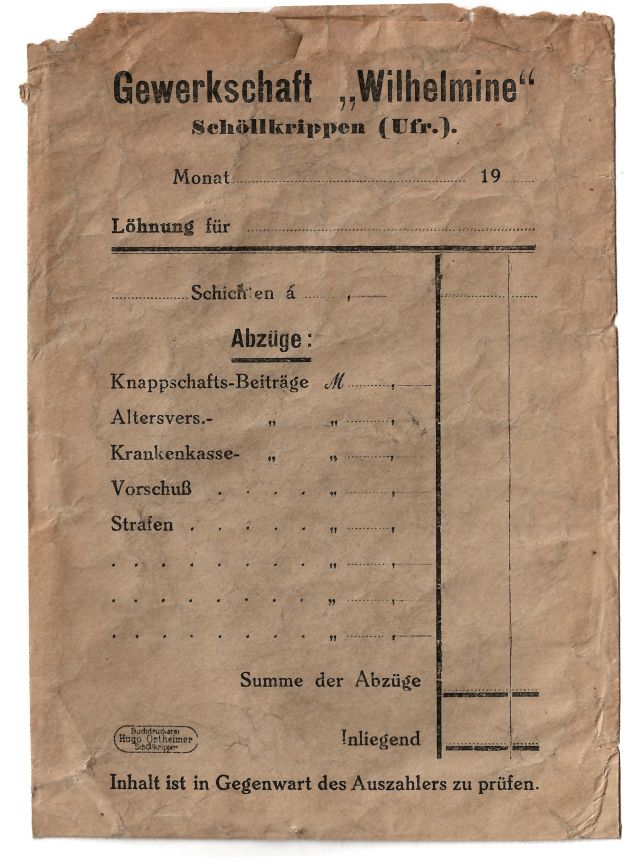 Gewerkschaft „Wilhelmine“
Schöllkrippen (Ufr.).
Monat .................... 19 ......
Löhnung für ....................
.......... Schichten á ........ , ——
Abzüge:
Knappschafts-Beiträge M ........ , ——
Altersvers.- „ „ ........ , ——
Krankenkasse- „ „ ........ , ——
Vorschuß . . . . „ ........ , ——
Strafen . . . . . „ ........ , ——
. . . . . . . „ ........ , ——
. . . . . . . „ ........ , ——
. . . . . . . „ ........ , ——
Summe der Abzüge
Inliegend
Buchdruckerei
Hugo Ostheimer
Schöllkrippen
Inhalt ist in Gegenwart des Auszahlers zu prüfen.